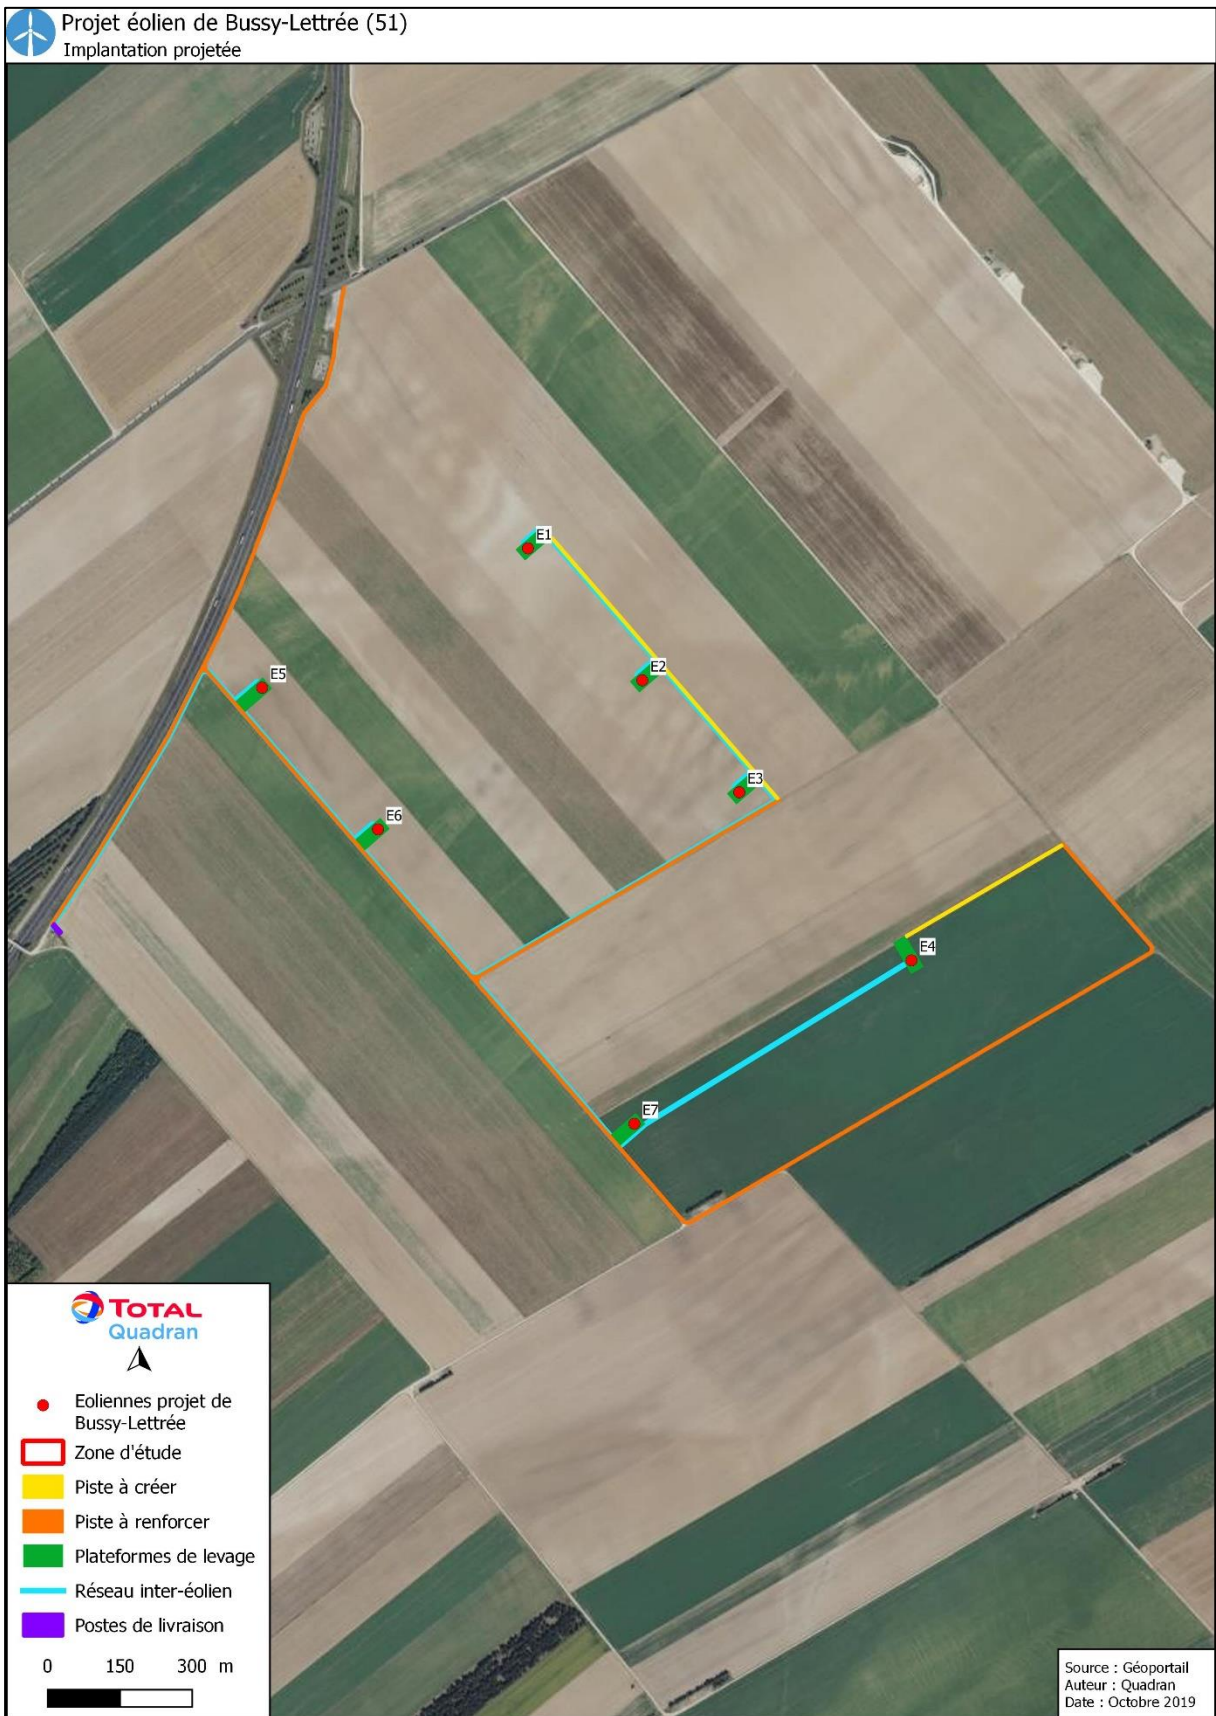 Projet éolien de Bussy-Lettrée (51)
Implantation projetée
E1
E2
E5
E3
E6
E4
E7
TOTAL
Quadran
Eoliennes projet de
Bussy-Lettrée
Zone d'étude
Piste à créer
Piste à renforcer
Plateformes de levage
Réseau inter-éolien
Postes de livraison
0 150 300 m
Source : Géoportail
Auteur : Quadran
Date : Octobre 2019